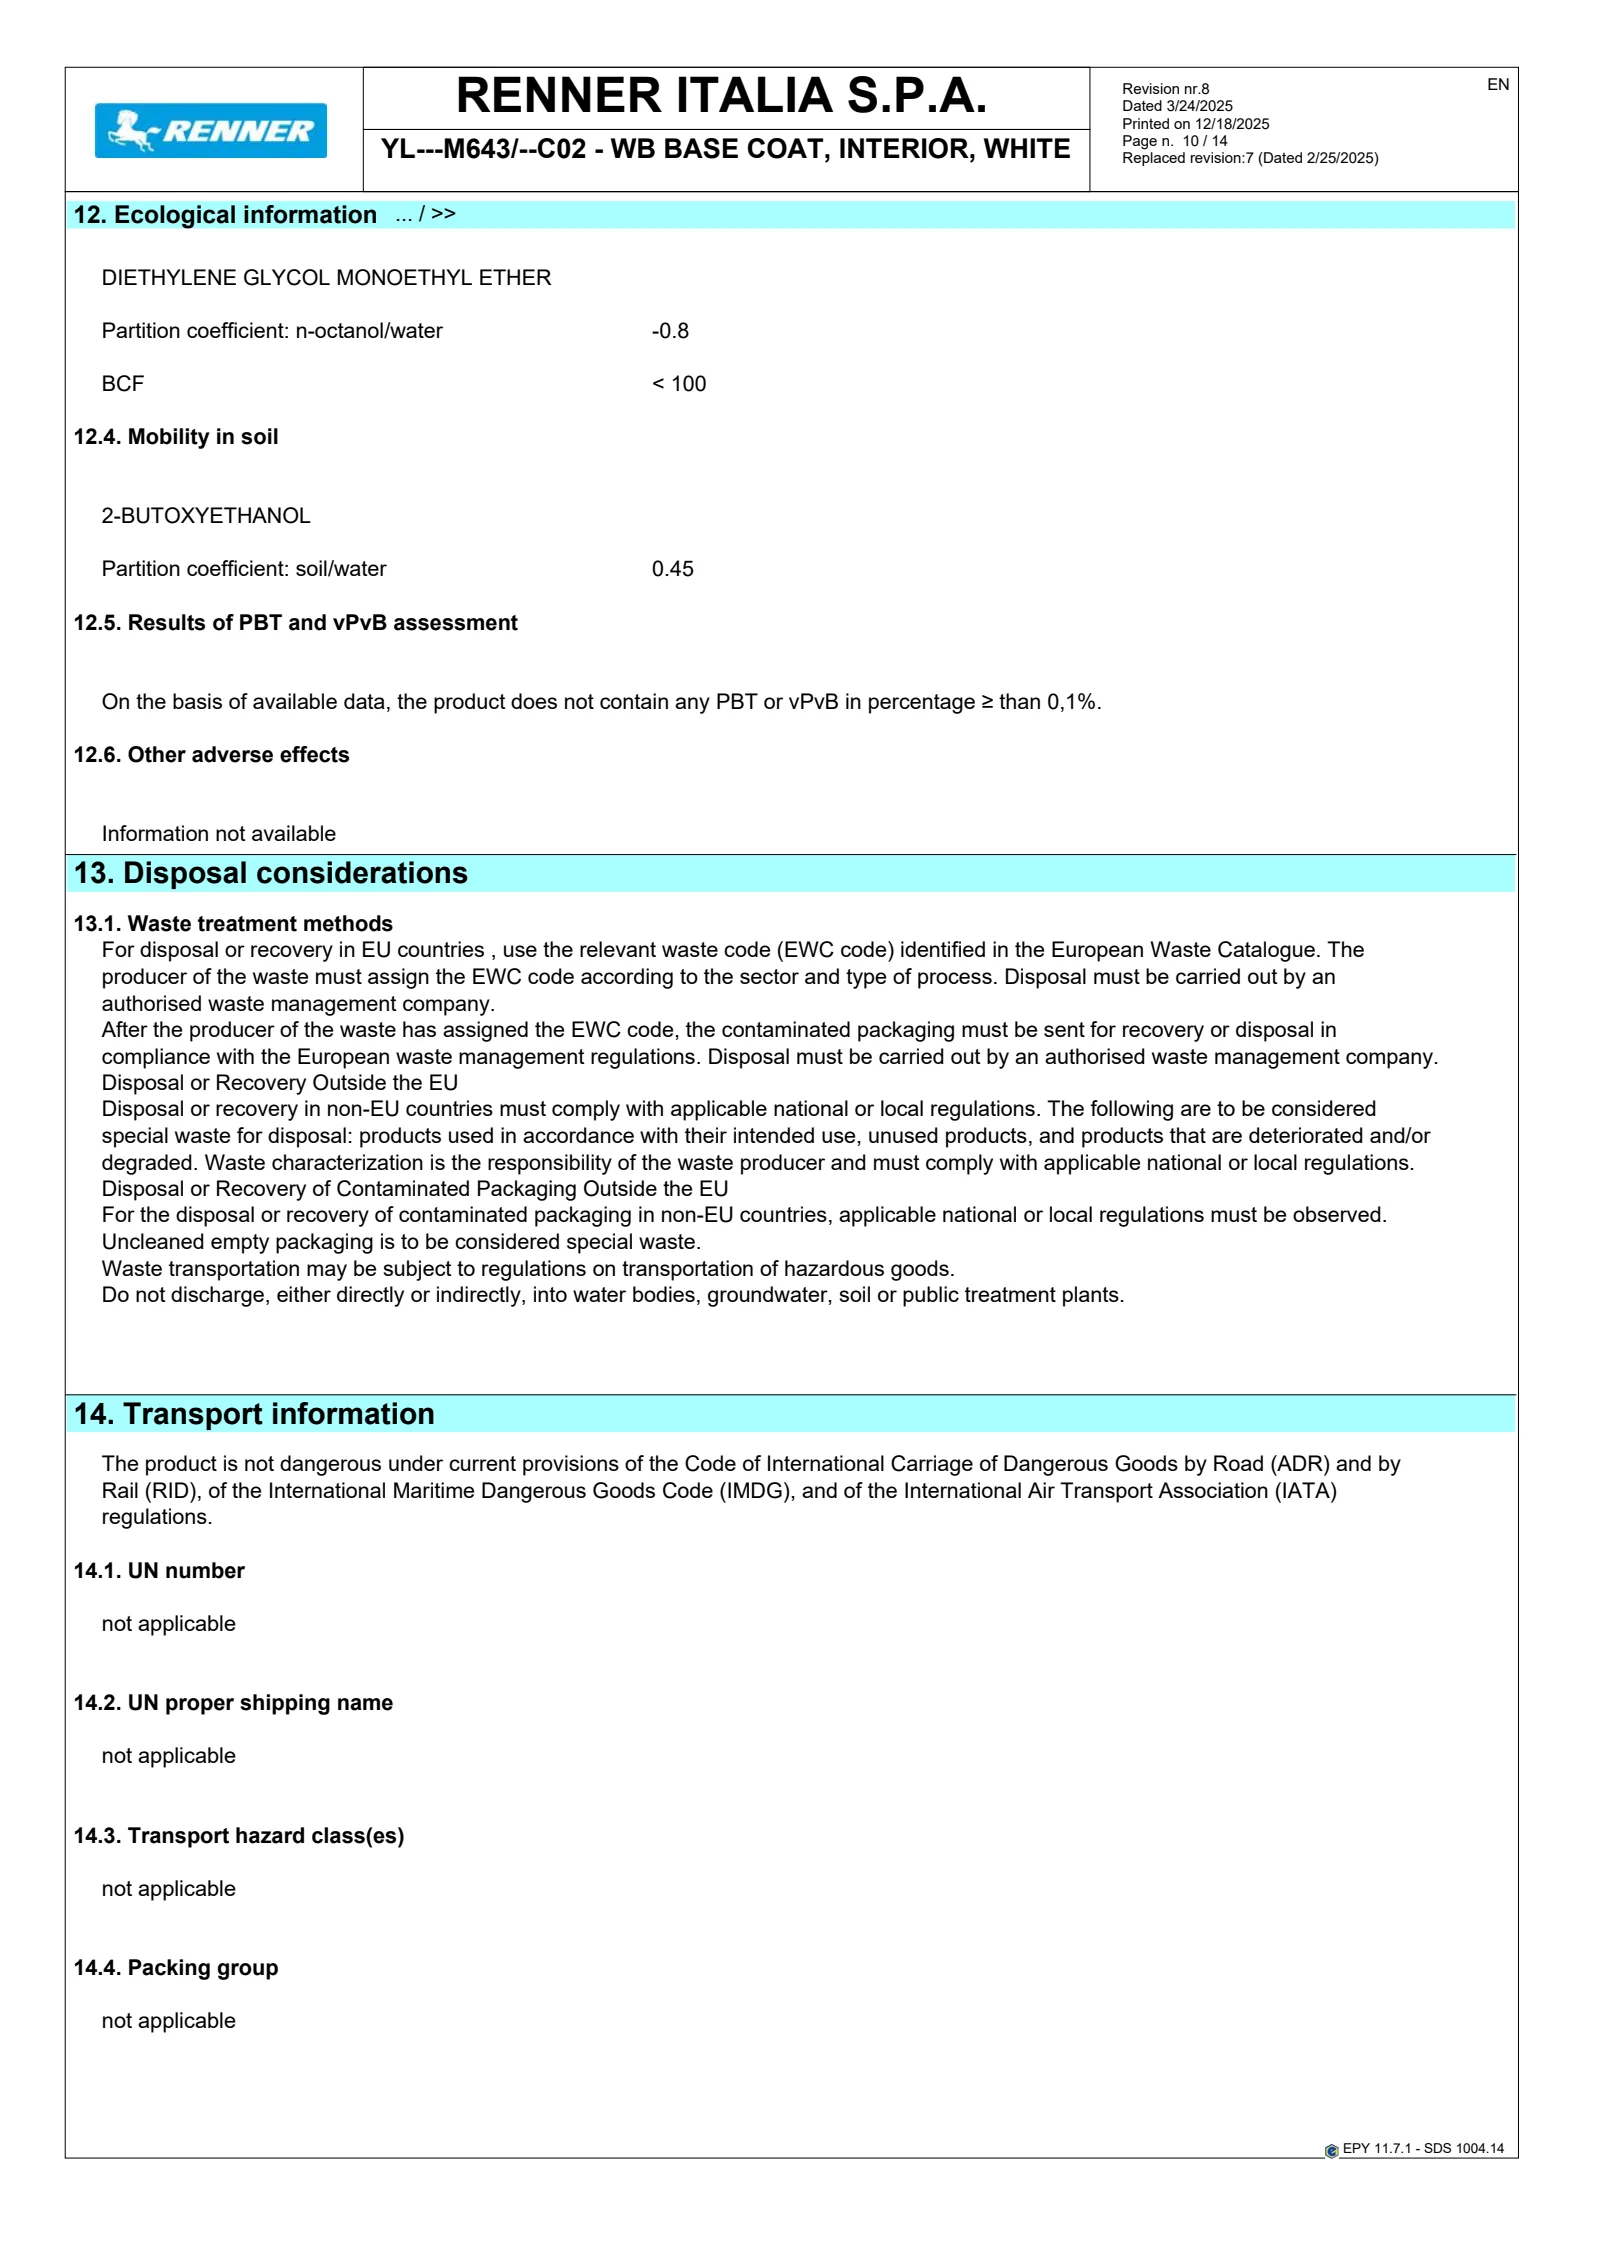 RENNER
RENNER ITALIA S.P.A.
YL---M643/--C02 - WB BASE COAT, INTERIOR, WHITE
Revision nr.8
Dated 3/24/2025
Printed on 12/18/2025
Page n. 10 / 14
Replaced revision:7 (Dated 2/25/2025)
EN
12. Ecological information ... / >>
DIETHYLENE GLYCOL MONOETHYL ETHER
Partition coefficient: n-octanol/water -0.8
BCF < 100
12.4. Mobility in soil
2-BUTOXYETHANOL
Partition coefficient: soil/water 0.45
12.5. Results of PBT and vPvB assessment
On the basis of available data, the product does not contain any PBT or vPvB in percentage ≥ than 0,1%.
12.6. Other adverse effects
Information not available
13. Disposal considerations
13.1. Waste treatment methods
For disposal or recovery in EU countries , use the relevant waste code (EWC code) identified in the European Waste Catalogue. The
producer of the waste must assign the EWC code according to the sector and type of process. Disposal must be carried out by an
authorised waste management company.
After the producer of the waste has assigned the EWC code, the contaminated packaging must be sent for recovery or disposal in
compliance with the European waste management regulations. Disposal must be carried out by an authorised waste management company.
Disposal or Recovery Outside the EU
Disposal or recovery in non-EU countries must comply with applicable national or local regulations. The following are to be considered
special waste for disposal: products used in accordance with their intended use, unused products, and products that are deteriorated and/or
degraded. Waste characterization is the responsibility of the waste producer and must comply with applicable national or local regulations.
Disposal or Recovery of Contaminated Packaging Outside the EU
For the disposal or recovery of contaminated packaging in non-EU countries, applicable national or local regulations must be observed.
Uncleaned empty packaging is to be considered special waste.
Waste transportation may be subject to regulations on transportation of hazardous goods.
Do not discharge, either directly or indirectly, into water bodies, groundwater, soil or public treatment plants.
14. Transport information
The product is not dangerous under current provisions of the Code of International Carriage of Dangerous Goods by Road (ADR) and by
Rail (RID), of the International Maritime Dangerous Goods Code (IMDG), and of the International Air Transport Association (IATA)
regulations.
14.1. UN number
not applicable
14.2. UN proper shipping name
not applicable
14.3. Transport hazard class(es)
not applicable
14.4. Packing group
not applicable
EPY 11.7.1 - SDS 1004.14